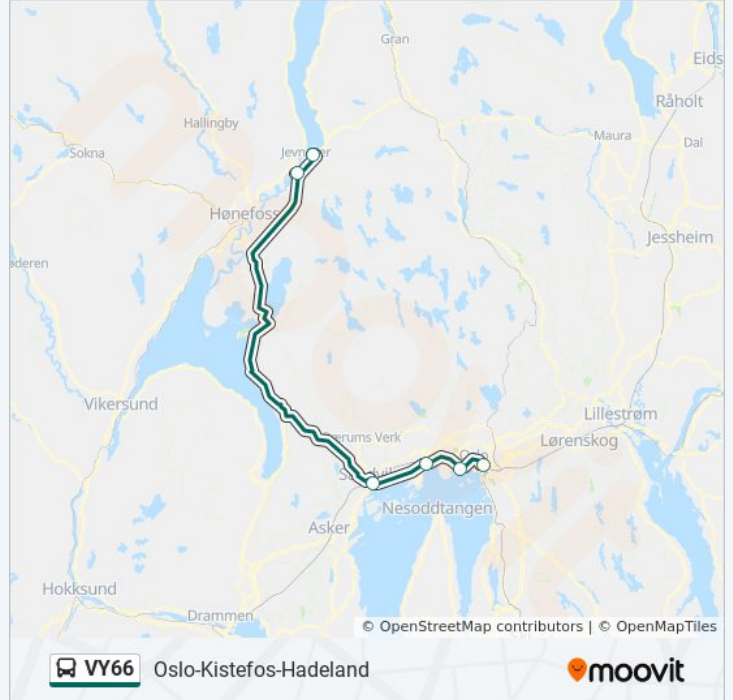 Gran
Eids
Råholt
Hallingby
Maura
Dal
Sokna
Hønefoss
Jessheim
Vikersund
Lillestrøm
Lørenskog
Nesoddtangen
Asker
Hokksund
Drammen
© OpenStreetMap contributors | © OpenMapTiles
VY66
Oslo-Kistefos-Hadeland
moovit